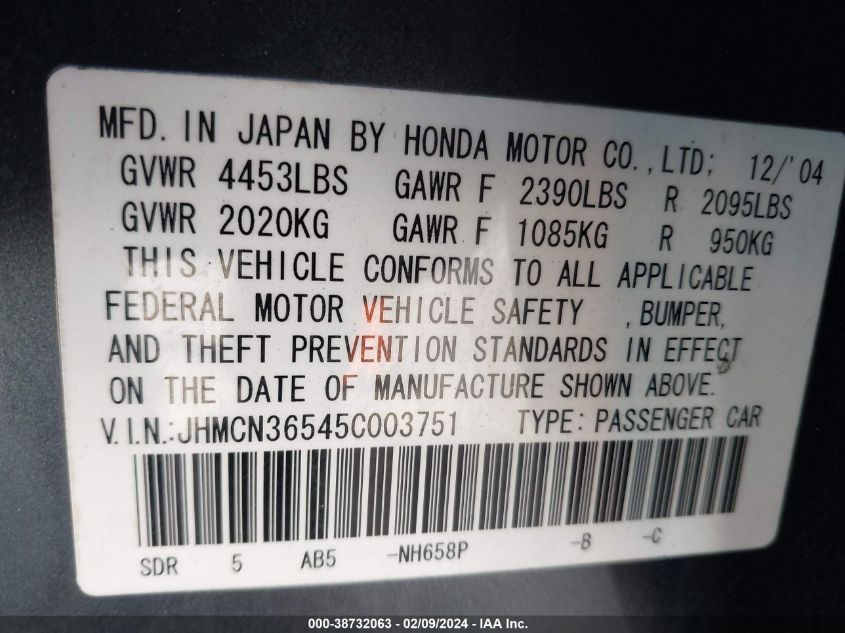 MFD. IN JAPAN BY HONDA MOTOR CO.,LTD; 12/'04
GVWR 4453LBS GAWR F 2390LBS R 2095LBS
GVWR 2020KG GAWR F 1085KG R 950KG
THIS VEHICLE CONFORMS TO ALL APPLICABLE
FEDERAL MOTOR VEHICLE SAFETY , BUMPER,
AND THEFT PREVENTION STANDARDS IN EFFECT
ON THE DATE OF MANUFACTURE SHOWN ABOVE.
V.I.N.:JHMCN36545C003751 TYPE: PASSENGER CAR
SDR 5 AB5 -NH658P -B -C
000-38732063 - 02/09/2024 - IAA Inc.